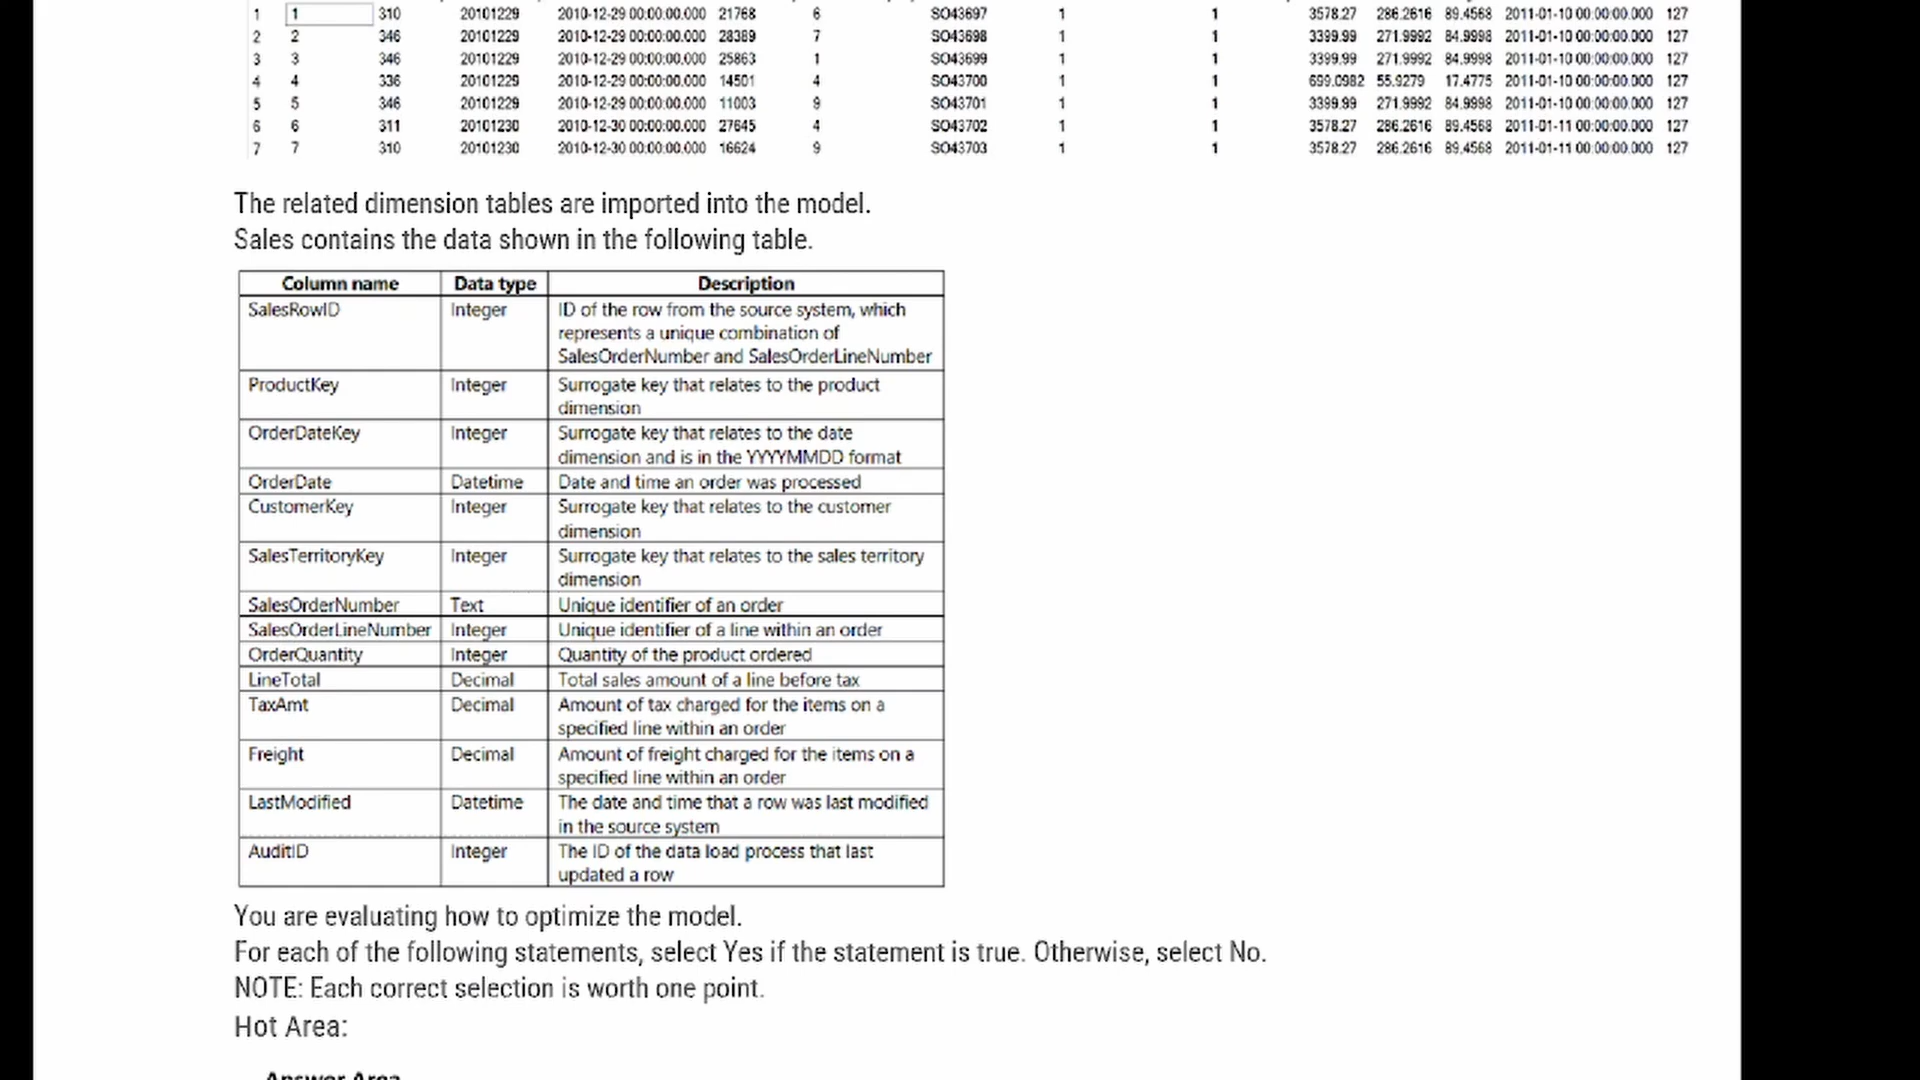 1 1 310 20101229 2010-12-29 00:00:00.000 21768 6 SO43697 1 1 3578.27 286.2616 89.4568 2011-01-10 00:00:00.000 127
2 2 346 20101229 2010-12-29 00:00:00.000 28389 7 SO43698 1 1 3399.99 271.9992 84.9998 2011-01-10 00:00:00.000 127
3 3 346 20101229 2010-12-29 00:00:00.000 25863 1 SO43699 1 1 3399.99 271.9992 84.9998 2011-01-10 00:00:00.000 127
4 4 336 20101229 2010-12-29 00:00:00.000 14501 4 SO43700 1 1 699.0982 55.9279 17.4775 2011-01-10 00:00:00.000 127
5 5 346 20101229 2010-12-29 00:00:00.000 11003 9 SO43701 1 1 3399.99 271.9992 84.9998 2011-01-10 00:00:00.000 127
6 6 311 20101230 2010-12-30 00:00:00.000 27645 4 SO43702 1 1 3578.27 286.2616 89.4568 2011-01-11 00:00:00.000 127
7 7 310 20101230 2010-12-30 00:00:00.000 16624 9 SO43703 1 1 3578.27 286.2616 89.4568 2011-01-11 00:00:00.000 127
The related dimension tables are imported into the model.
Sales contains the data shown in the following table.
Column name Data type Description
SalesRowID Integer ID of the row from the source system, which
represents a unique combination of
SalesOrderNumber and SalesOrderLineNumber
ProductKey Integer Surrogate key that relates to the product
dimension
OrderDateKey Integer Surrogate key that relates to the date
dimension and is in the YYYYMMDD format
OrderDate Datetime Date and time an order was processed
CustomerKey Integer Surrogate key that relates to the customer
dimension
SalesTerritoryKey Integer Surrogate key that relates to the sales territory
dimension
SalesOrderNumber Text Unique identifier of an order
SalesOrderLineNumber Integer Unique identifier of a line within an order
OrderQuantity Integer Quantity of the product ordered
LineTotal Decimal Total sales amount of a line before tax
TaxAmt Decimal Amount of tax charged for the items on a
specified line within an order
Freight Decimal Amount of freight charged for the items on a
specified line within an order
LastModified Datetime The date and time that a row was last modified
in the source system
AuditID Integer The ID of the data load process that last
updated a row
You are evaluating how to optimize the model.
For each of the following statements, select Yes if the statement is true. Otherwise, select No.
NOTE: Each correct selection is worth one point.
Hot Area:
Answer Area